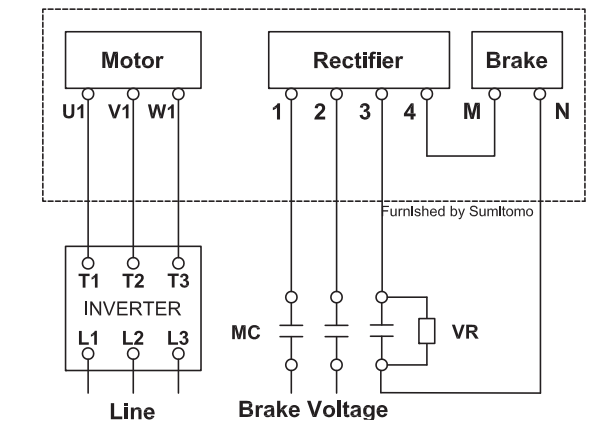 Motor Rectifier Brake
U1 V1 W1 1 2 3 4 M N
Furnished by Sumitomo
T1 T2 T3
INVERTER
MC VR
L1 L2 L3
Line Brake Voltage